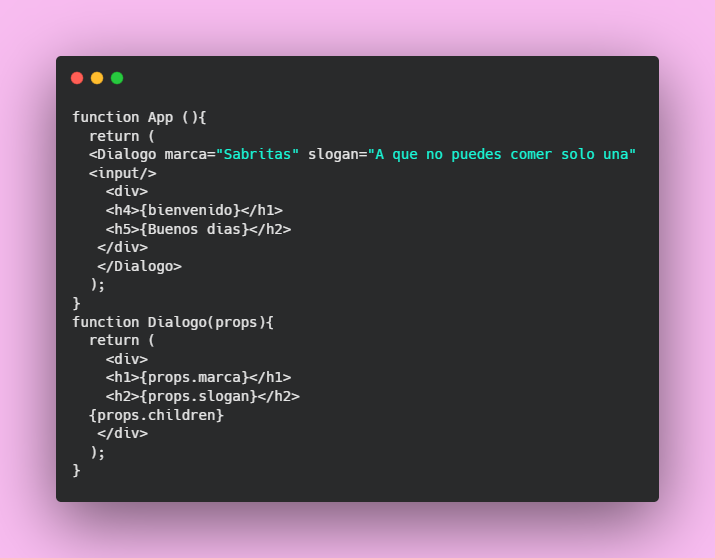 function App (){
  return (
  <Dialogo marca="Sabritas" slogan="A que no puedes comer solo una"
  <input/>
    <div>
    <h4>{bienvenido}</h1>
    <h5>{Buenos dias}</h2>
   </div>
   </Dialogo>
  );
}
function Dialogo(props){
  return (
    <div>
    <h1>{props.marca}</h1>
    <h2>{props.slogan}</h2>
  {props.children}
   </div>
  );
}